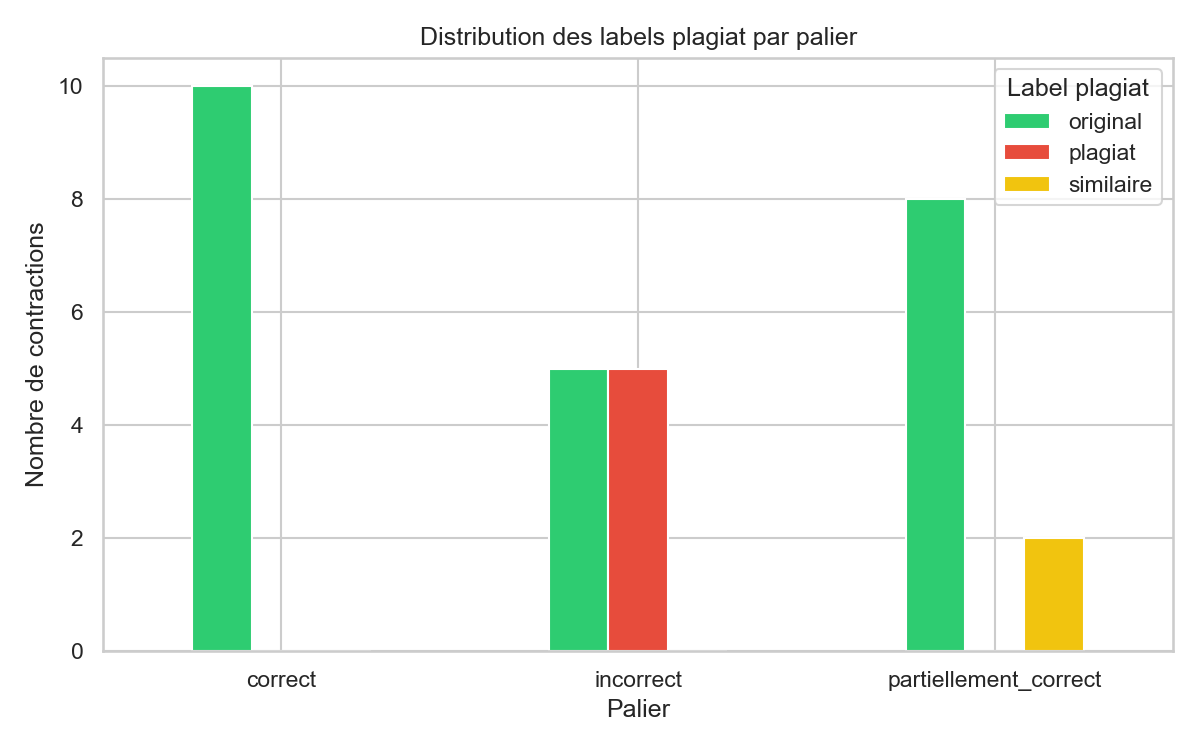 Distribution des labels plagiat par palier
Label plagiat
original
plagiat
similaire
Nombre de contractions
10
8
6
4
2
0
correct
incorrect
partiellement_correct
Palier